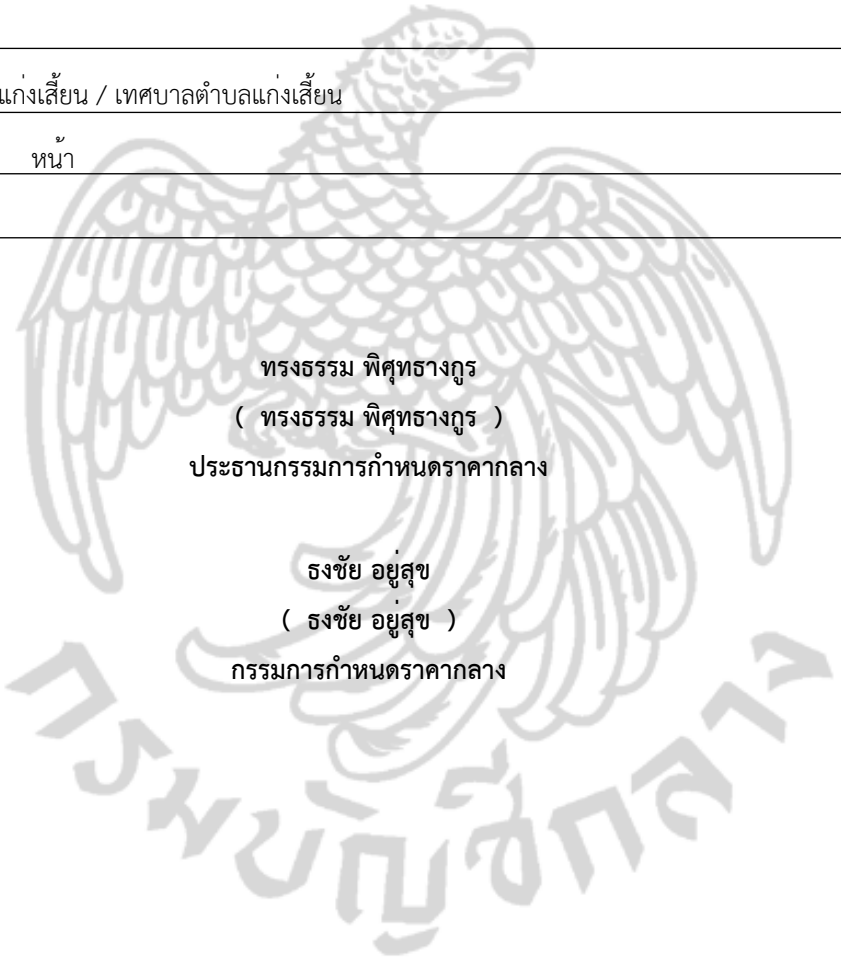 แก่งเสี้ยน / เทศบาลตำบลแก่งเสี้ยน
หน้า
ทรงธรรม พิศุทธางกูร
( ทรงธรรม พิศุทธางกูร )
ประธานกรรมการกำหนดราคากลาง
ธงชัย อยู่สุข
( ธงชัย อยู่สุข )
กรรมการกำหนดราคากลาง
กรมบัญชีกลาง